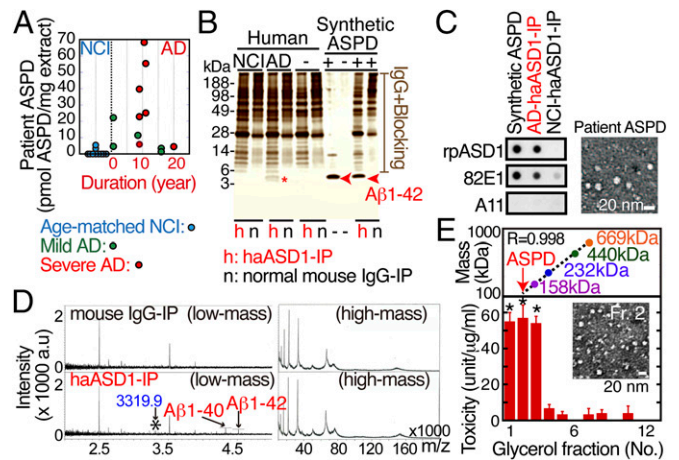 A
NCI
AD
Patient ASPD
(pmol ASPD/mg extract)
70
60
50
40
30
20
10
0
0
10
20
Duration (year)
Age-matched NCI:
Mild AD:
Severe AD:
B
Human
Synthetic
ASPD
NCI AD - + - + +
kDa
188
98
49
38
28
14
6
3
IgG+Blocking
*
Aβ1-42
h n h n h n - - h n
h: haASD1-IP
n: normal mouse IgG-IP
C
Synthetic ASPD
AD-haASD1-IP
NCI-haASD1-IP
rpASD1
82E1
A11
Patient ASPD
20 nm
D
Intensity
(x 1000 a.u)
mouse IgG-IP (low-mass)
(high-mass)
2
1
0
haASD1-IP (low-mass)
(high-mass)
3319.9
*
Aβ1-40
Aβ1-42
2
1
0
2.5 3.5 4.5
40 80 120 160
x1000
m/z
E
Mass
(kDa)
1000
100
R=0.998
ASPD
669kDa
440kDa
232kDa
158kDa
Toxicity (unit/ug/ml)
60
40
20
0
* * *
Fr. 2
20 nm
1 6 12
Glycerol fraction (No.)